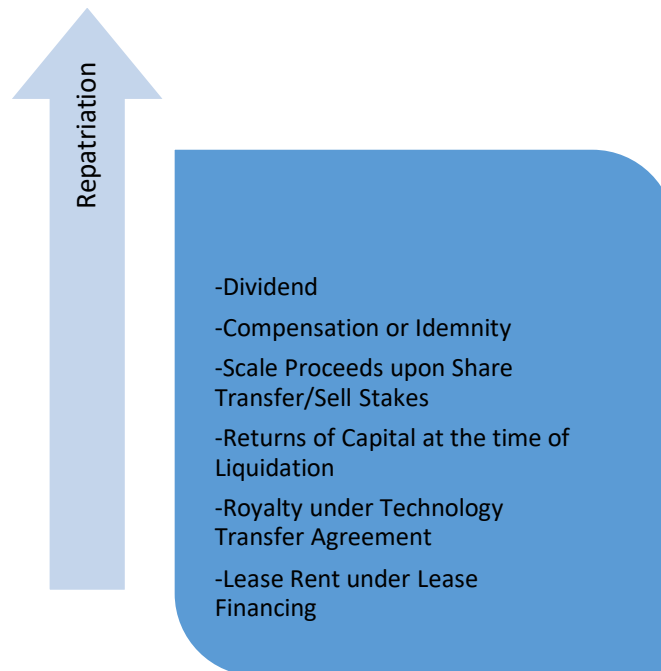 Repatriation
-Dividend
-Compensation or Idemnity
-Scale Proceeds upon Share
Transfer/Sell Stakes
-Returns of Capital at the time of
Liquidation
-Royalty under Technology
Transfer Agreement
-Lease Rent under Lease
Financing